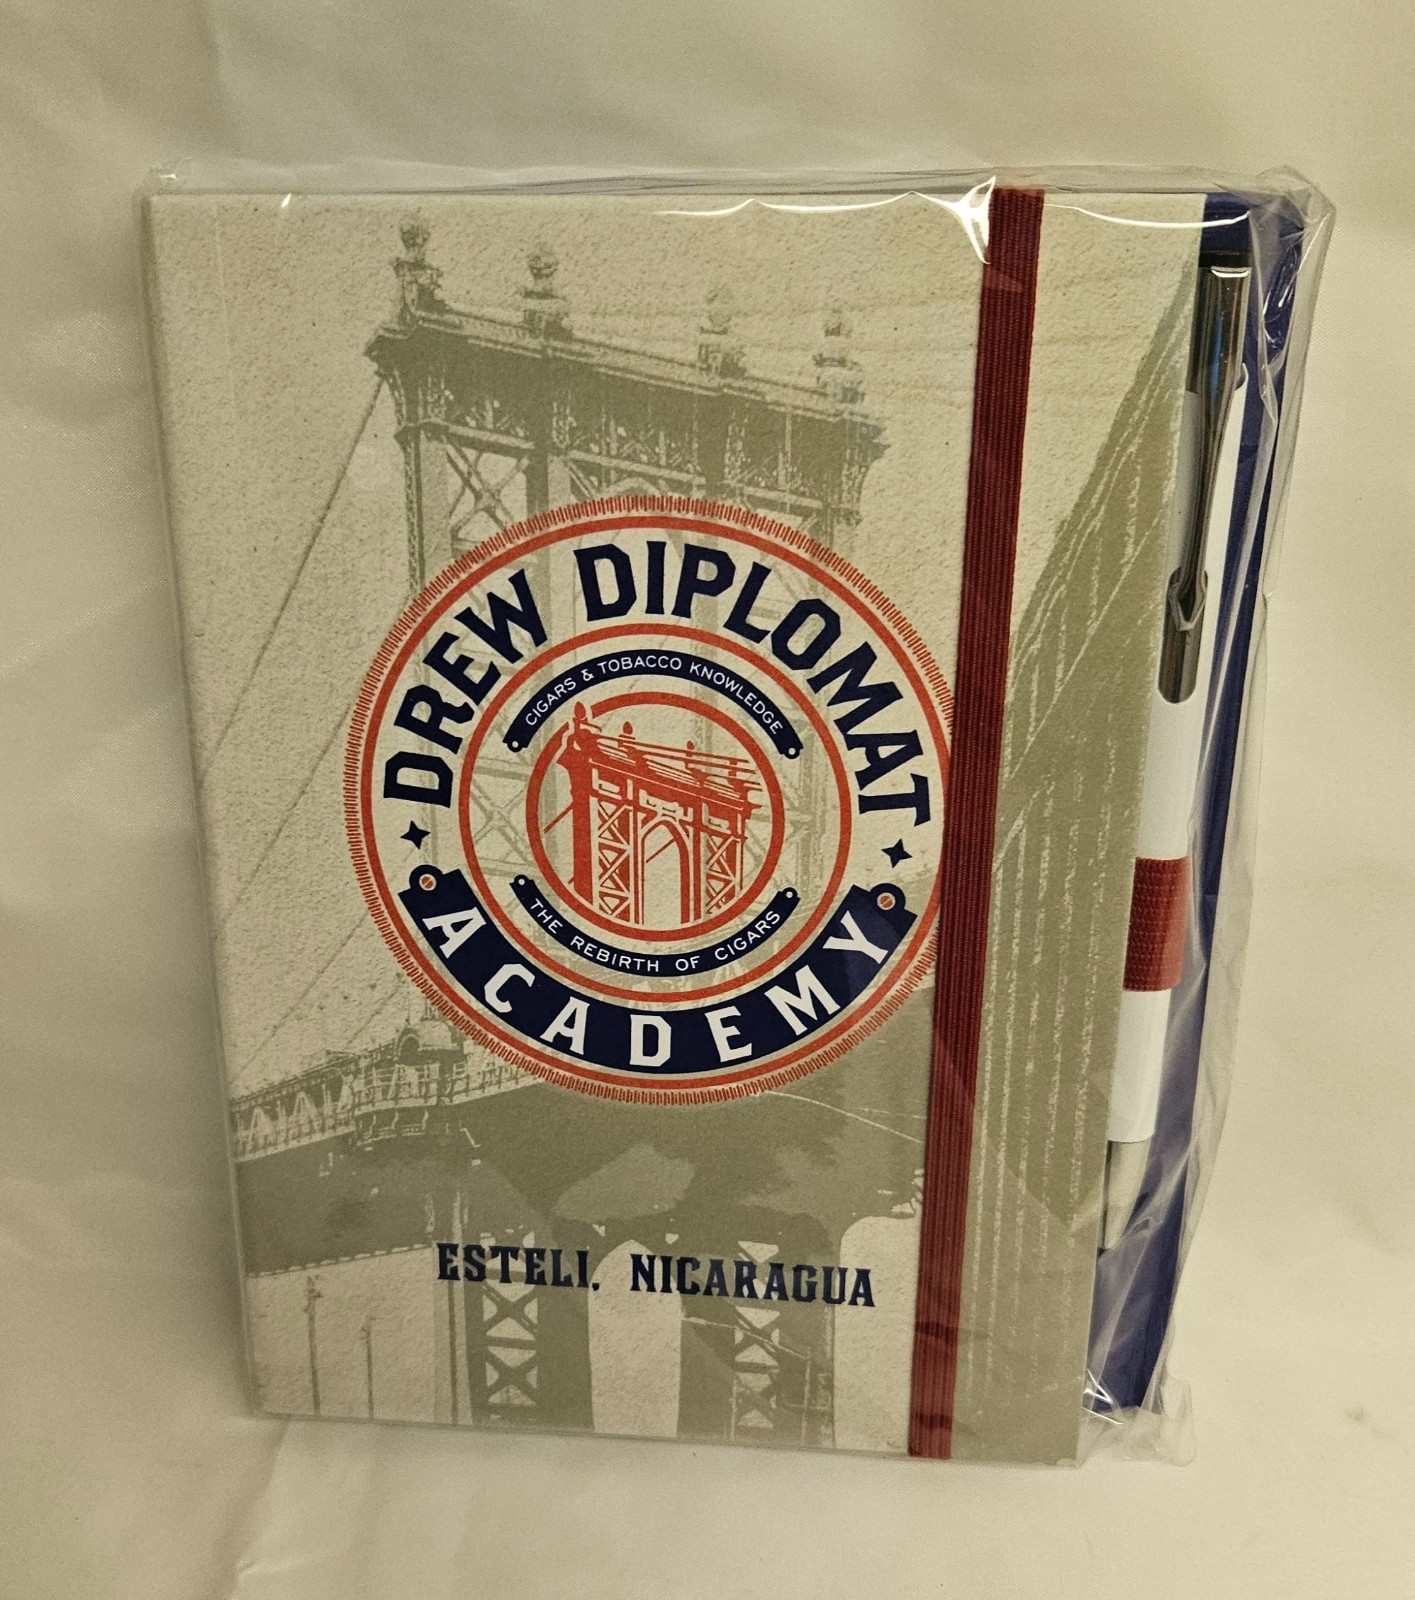 DREW DIPLOMAT
CIGARS & TOBACCO KNOWLEDGE
THE REBIRTH OF CIGARS
ACADEMY
ESTELI, NICARAGUA